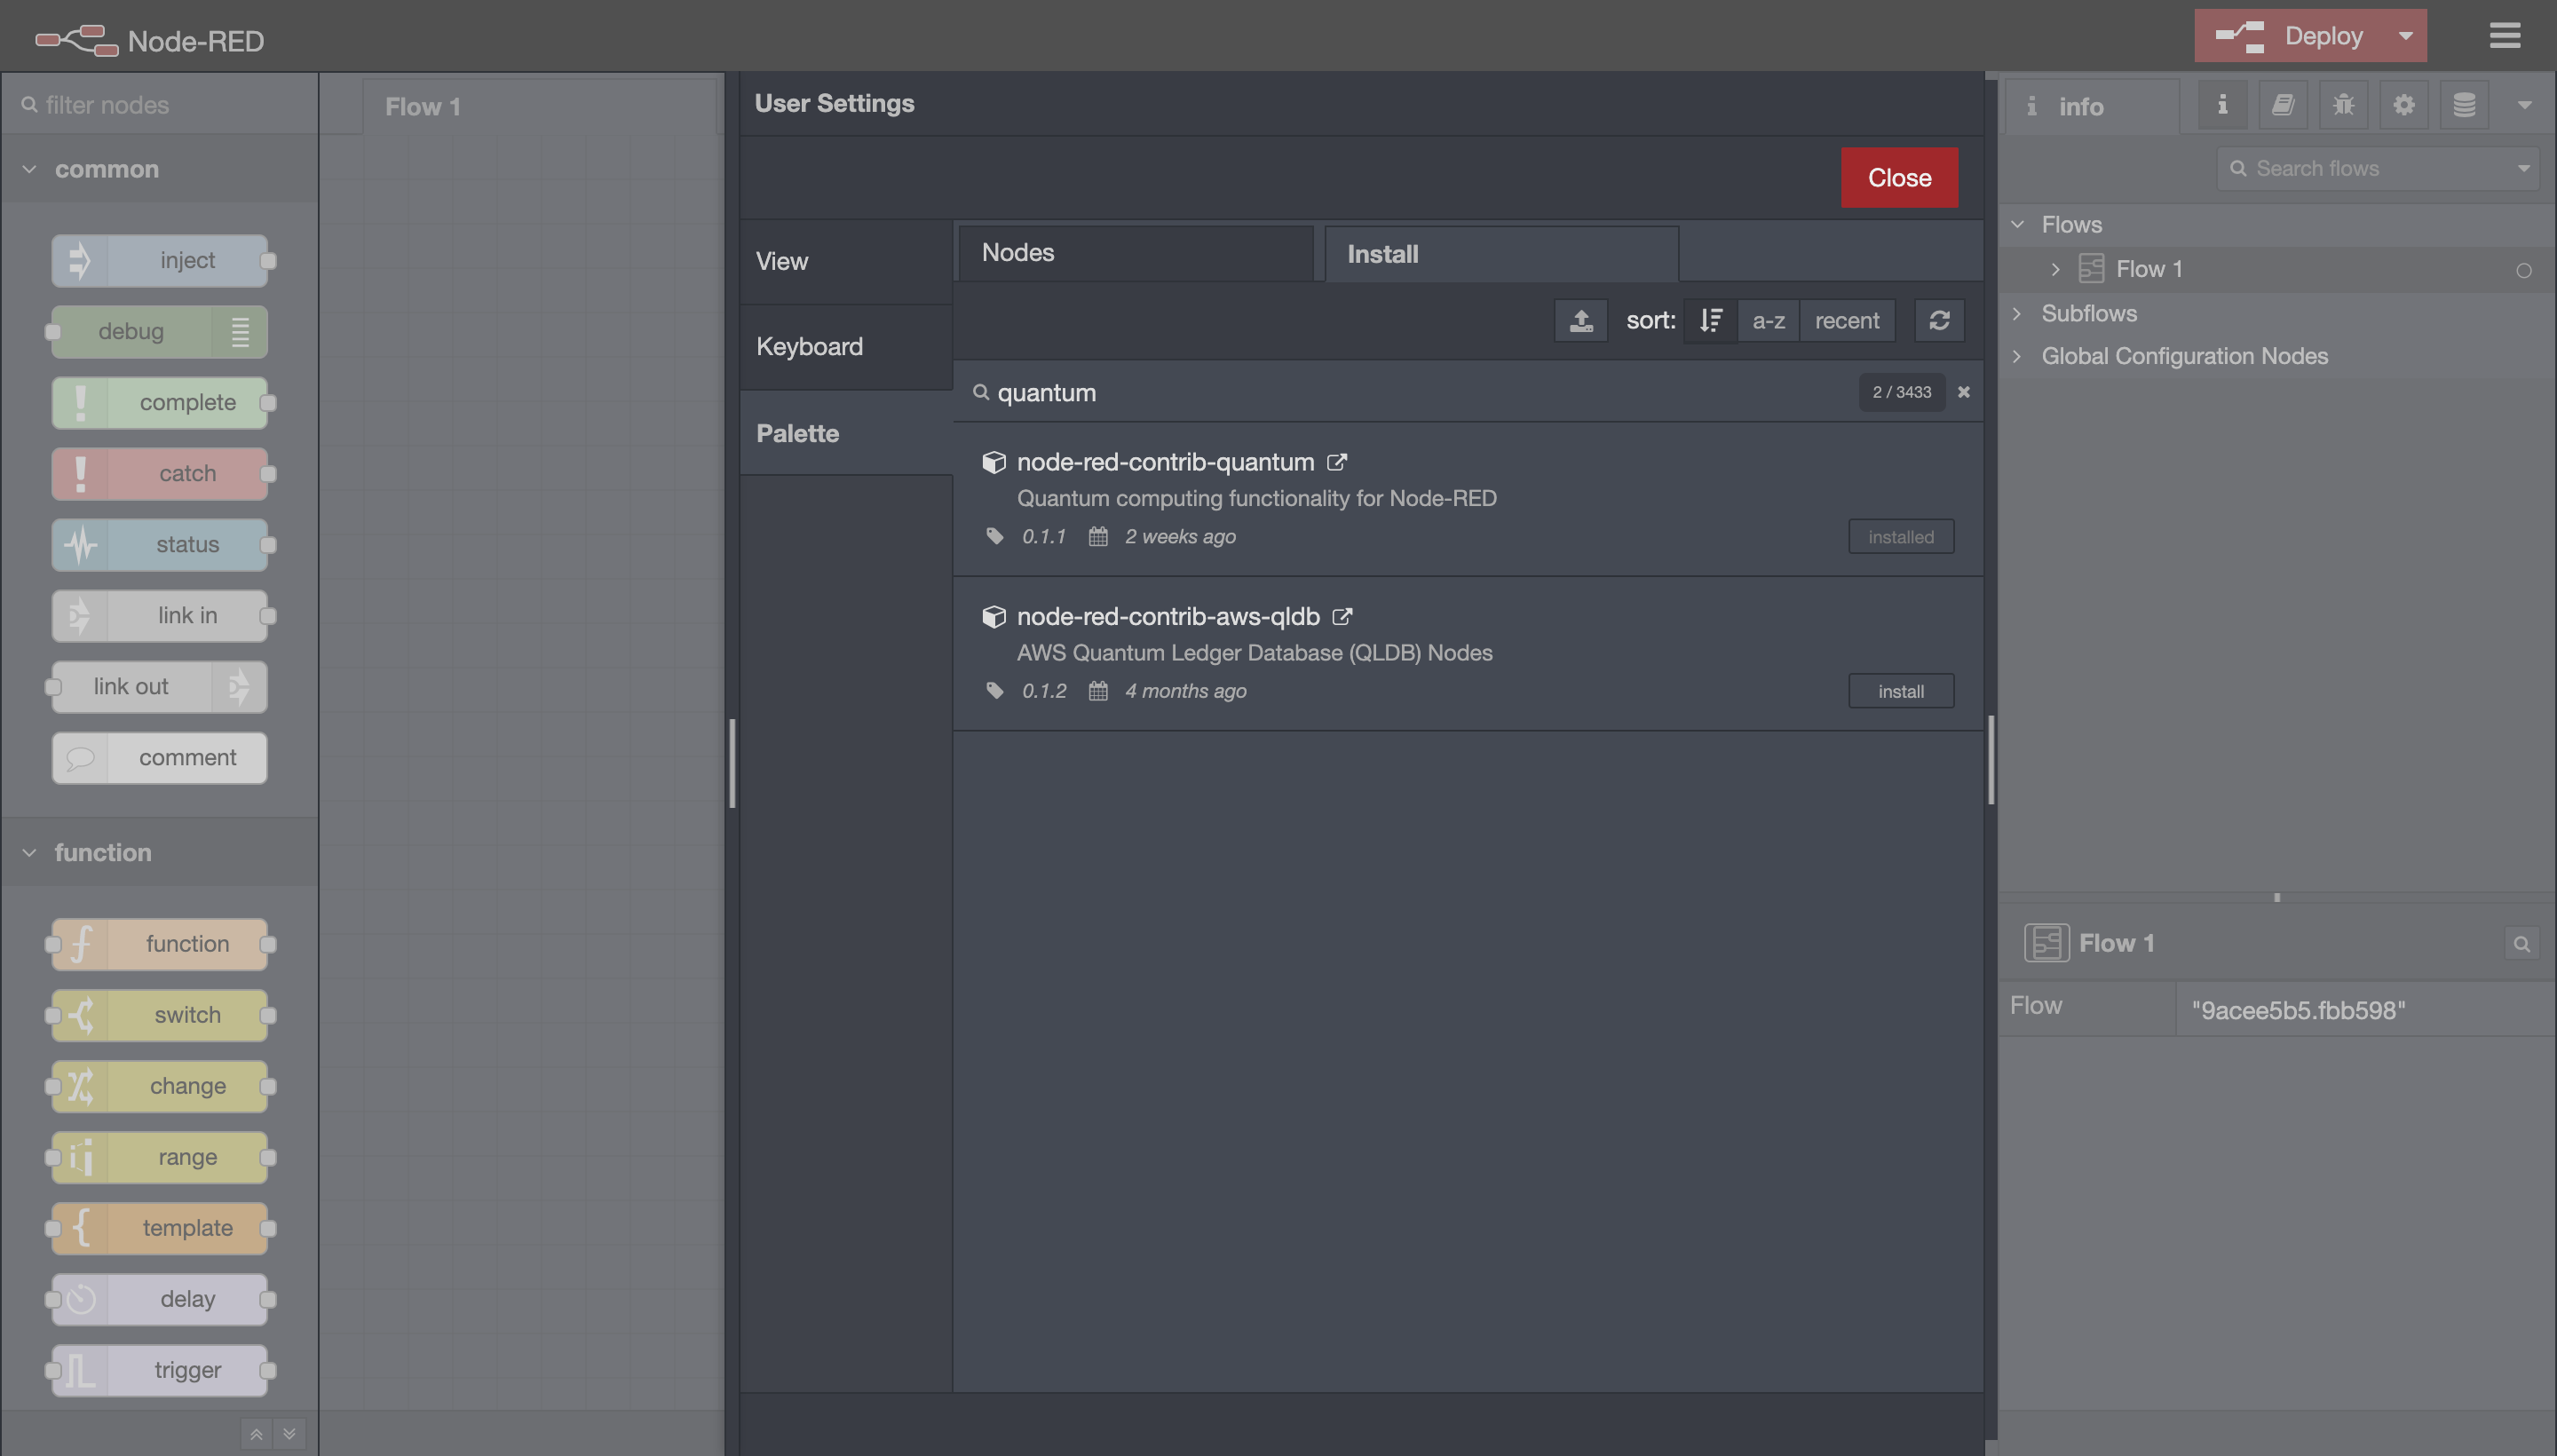 Node-RED
Deploy
filter nodes
common
inject
debug
complete
catch
status
link in
link out
comment
function
function
switch
change
range
template
delay
trigger
Flow 1
User Settings
Close
View
Keyboard
Palette
Nodes
Install
sort: a-z recent
quantum
2 / 3433
node-red-contrib-quantum
Quantum computing functionality for Node-RED
0.1.1 2 weeks ago
installed
node-red-contrib-aws-qldb
AWS Quantum Ledger Database (QLDB) Nodes
0.1.2 4 months ago
install
info
Search flows
Flows
Flow 1
Subflows
Global Configuration Nodes
Flow 1
Flow "9acee5b5.fbb598"